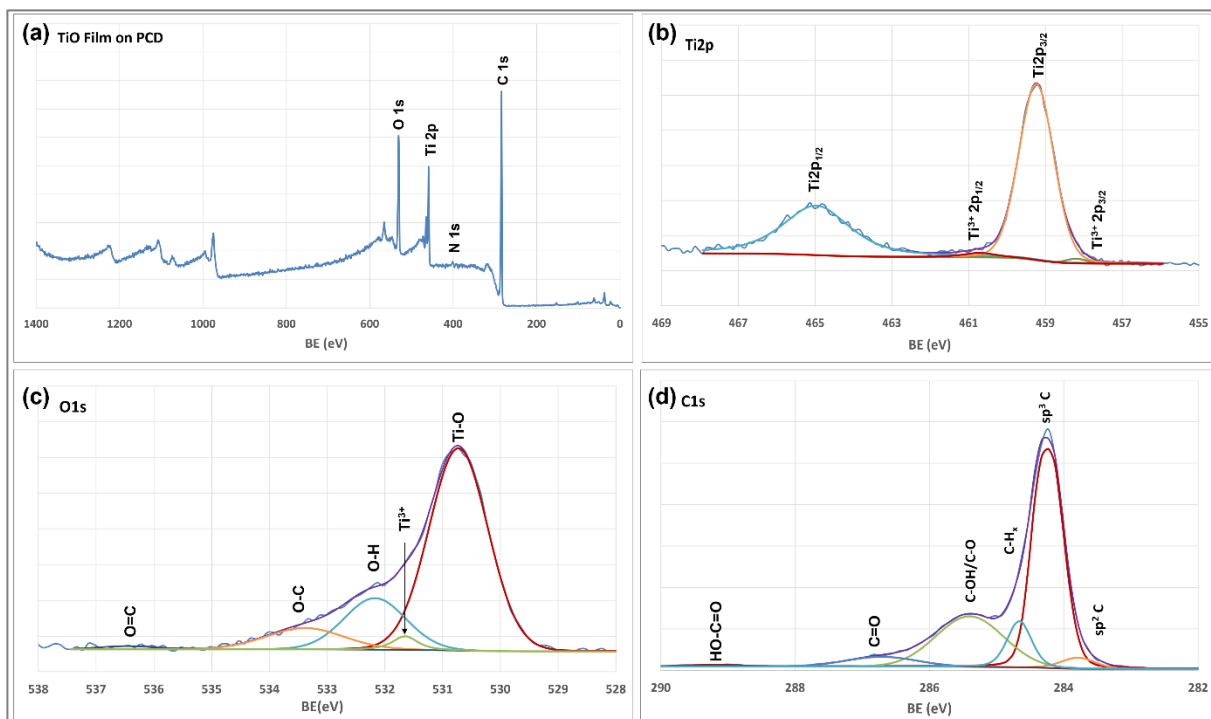 (a) TiO Film on PCD
C 1s
O 1s
Ti 2p
N 1s
1400 1200 1000 800 600 400 200 0
BE (eV)
(b) Ti2p
Ti2p3/2
Ti2p1/2
Ti³⁺ 2p1/2
Ti³⁺ 2p3/2
469 467 465 463 461 459 457 455
BE (eV)
(c) O1s
Ti-O
Ti³⁺
O-H
O-C
O=C
538 537 536 535 534 533 532 531 530 529 528
BE(eV)
(d) C1s
sp³ C
C-Hx
C-OH/C-O
sp² C
C=O
HO-C=O
290 288 286 284 282
BE (eV)